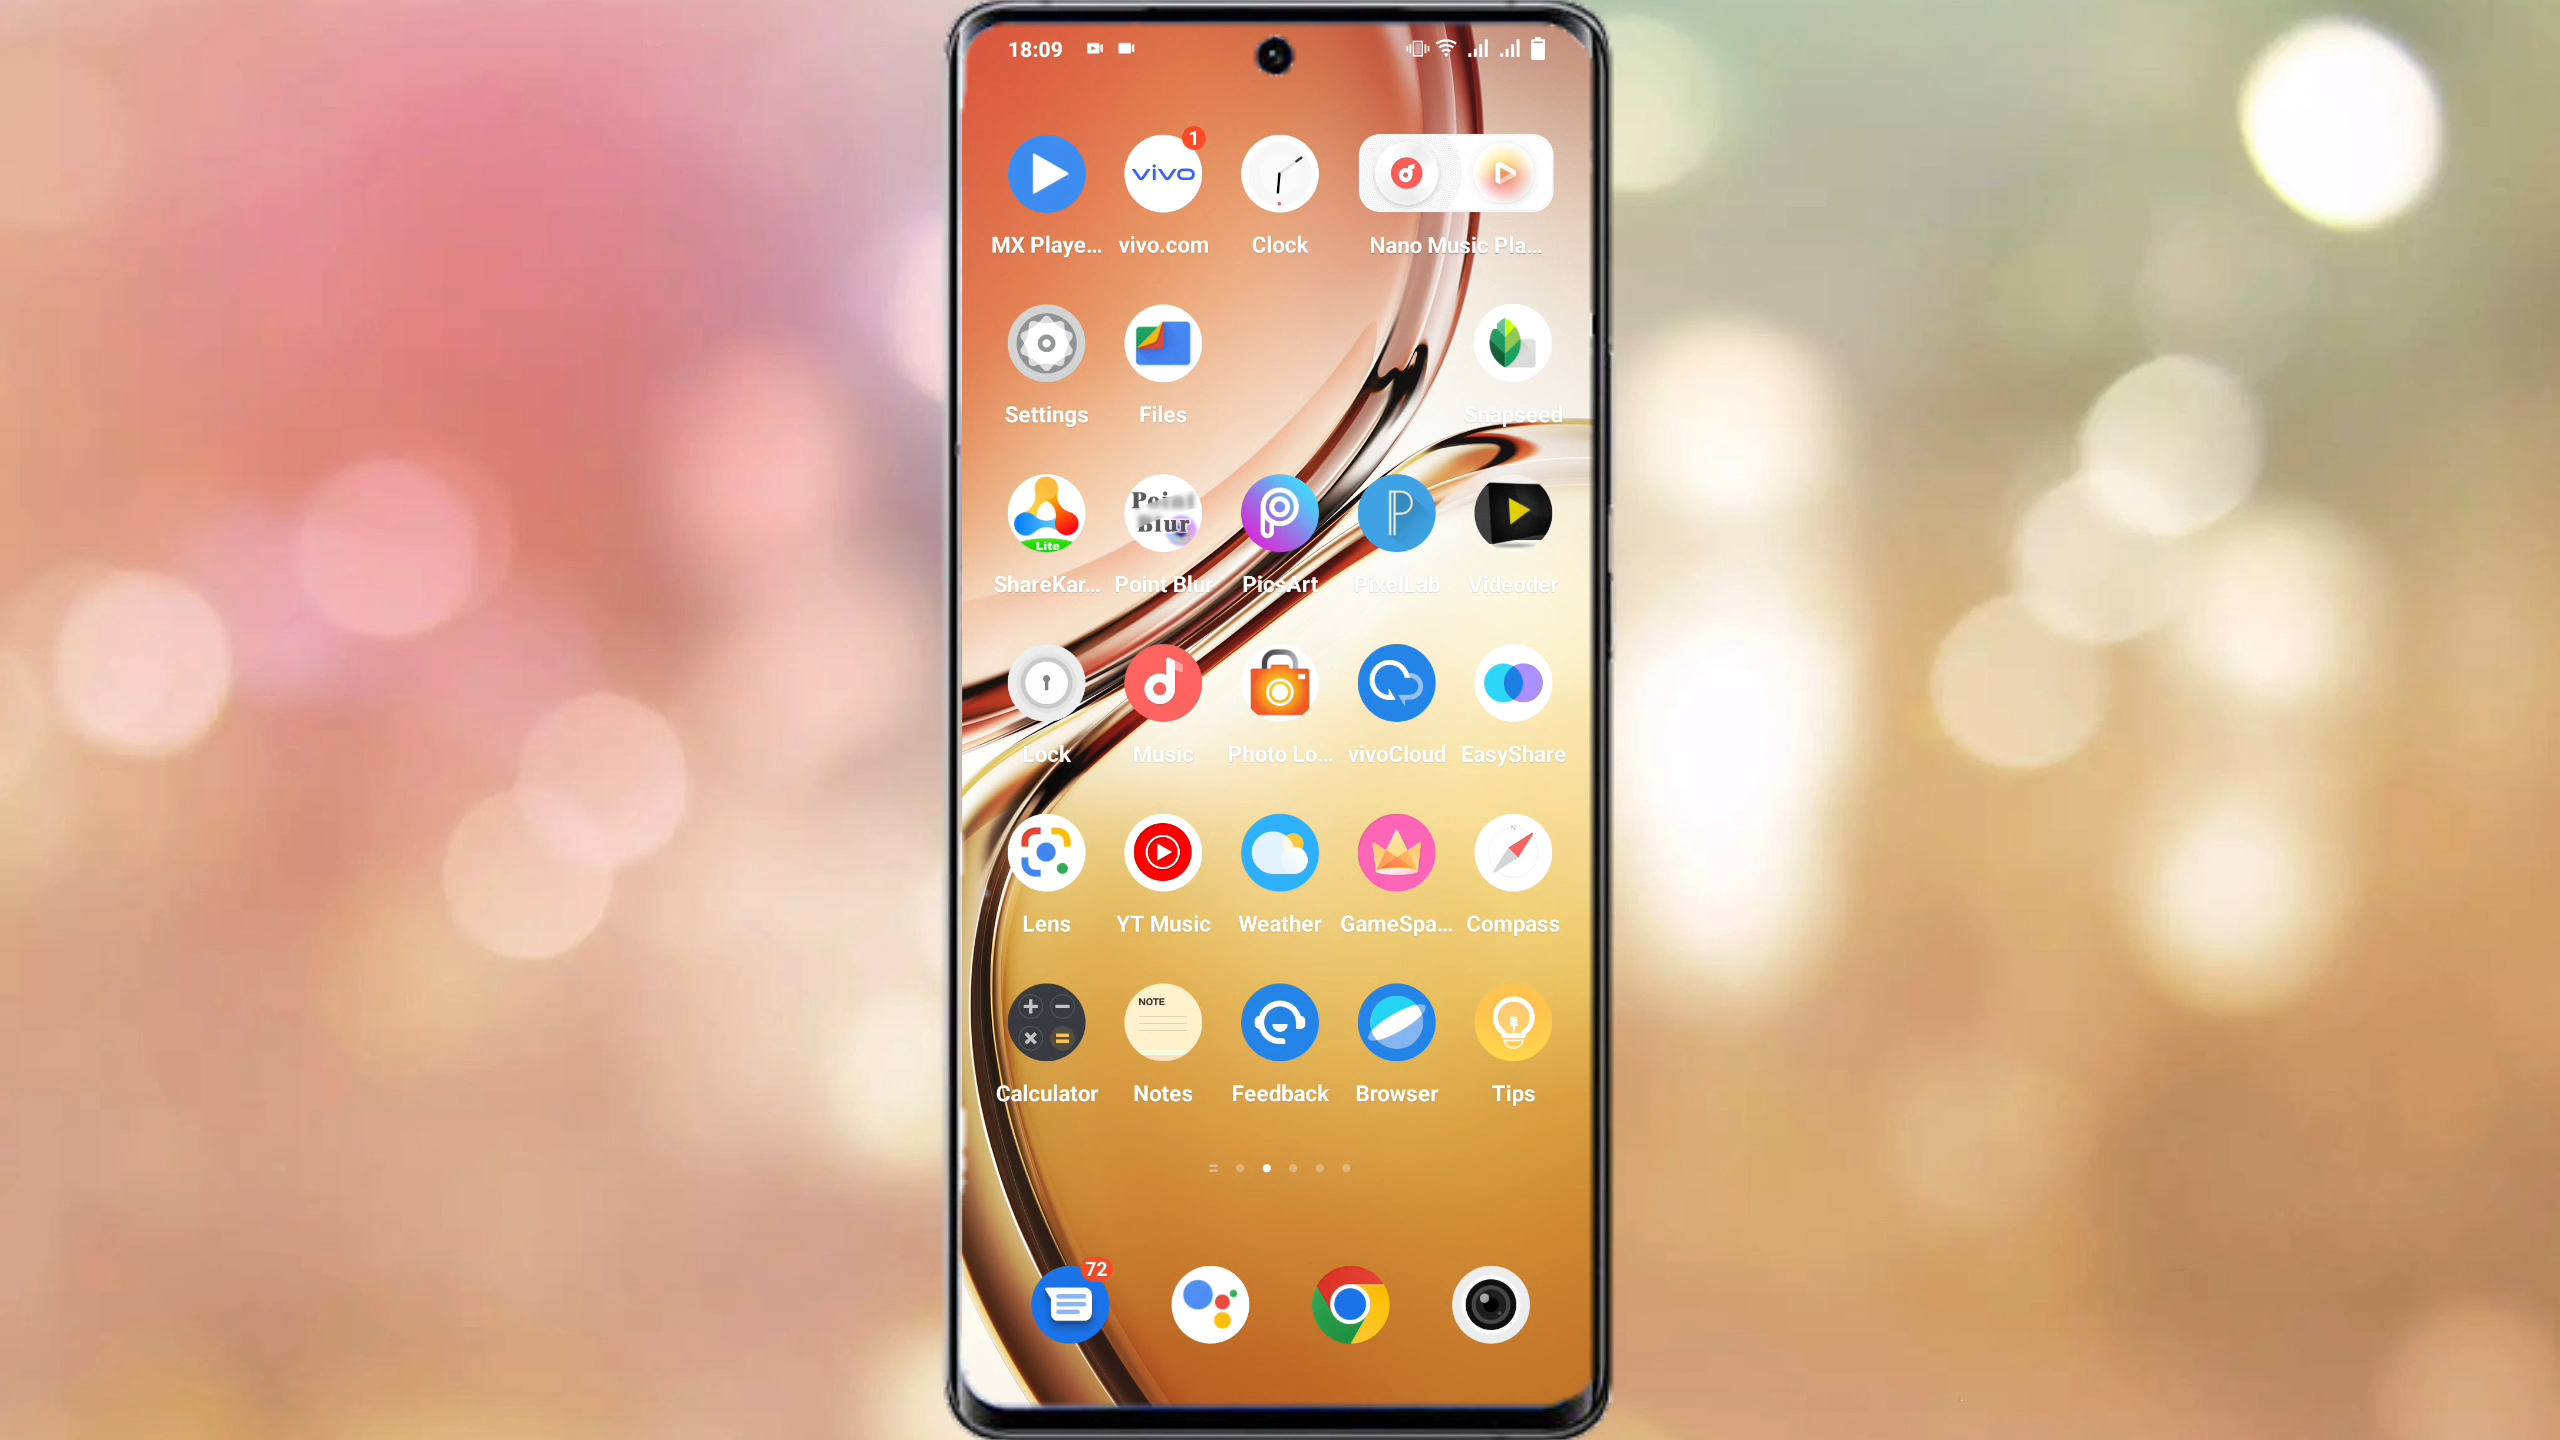 18:09
1
vivo
MX Playe... vivo.com Clock Nano Music Pla...
Settings Files Snapseed
Point
Blur
Lite
ShareKar... Point Blur PicsArt PixelLab Videoder
Lock Music Photo Lo... vivoCloud EasyShare
N
Lens YT Music Weather GameSpa... Compass
NOTE
Calculator Notes Feedback Browser Tips
72